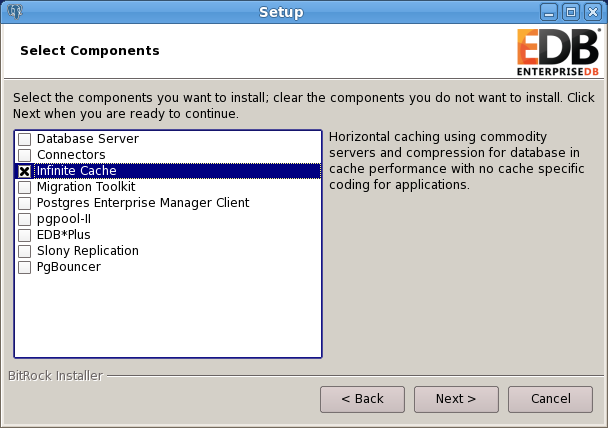 Setup
Select Components
EDB
ENTERPRISEDB
Select the components you want to install; clear the components you do not want to install. Click
Next when you are ready to continue.
Database Server
Connectors
Infinite Cache
Migration Toolkit
Postgres Enterprise Manager Client
pgpool-II
EDB*Plus
Slony Replication
PgBouncer
Horizontal caching using commodity
servers and compression for database in
cache performance with no cache specific
coding for applications.
BitRock Installer
< Back
Next >
Cancel